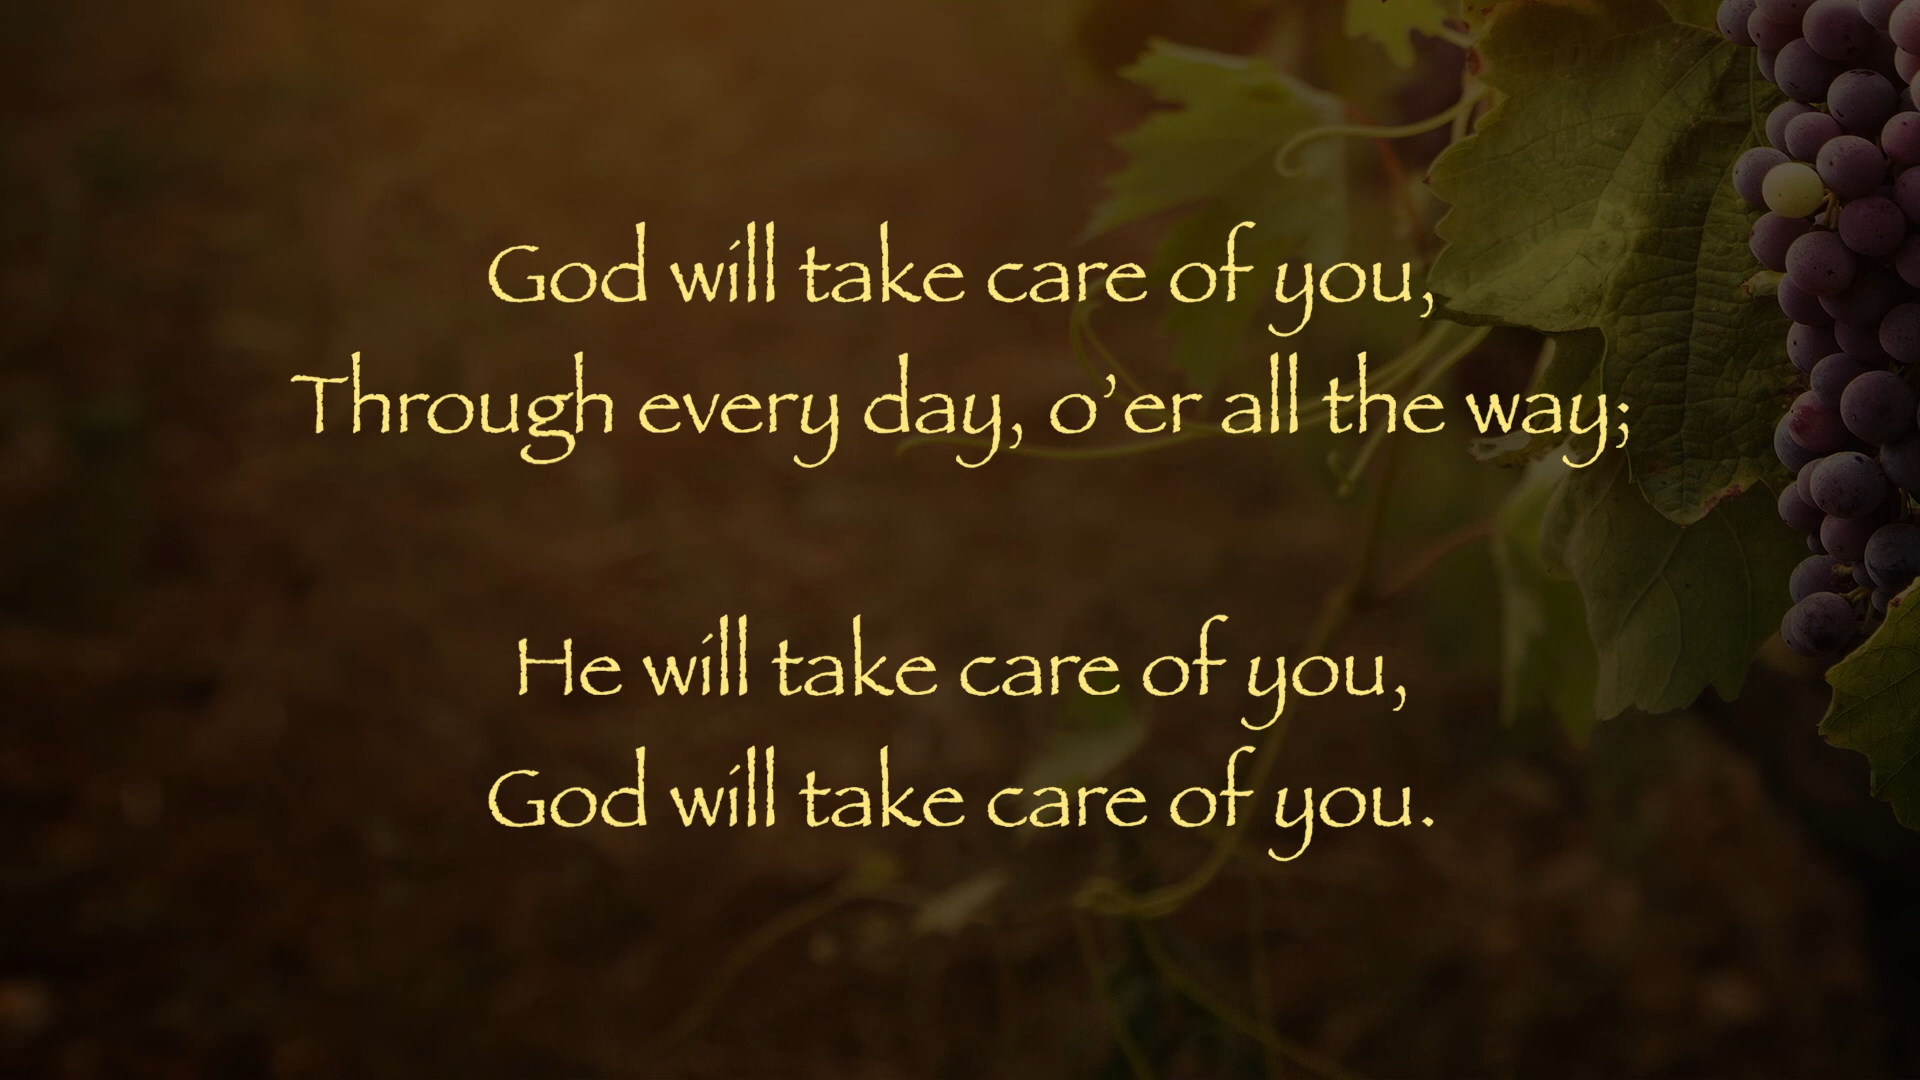 God will take care of you,
Through every day, o’er all the way;
He will take care of you,
God will take care of you.